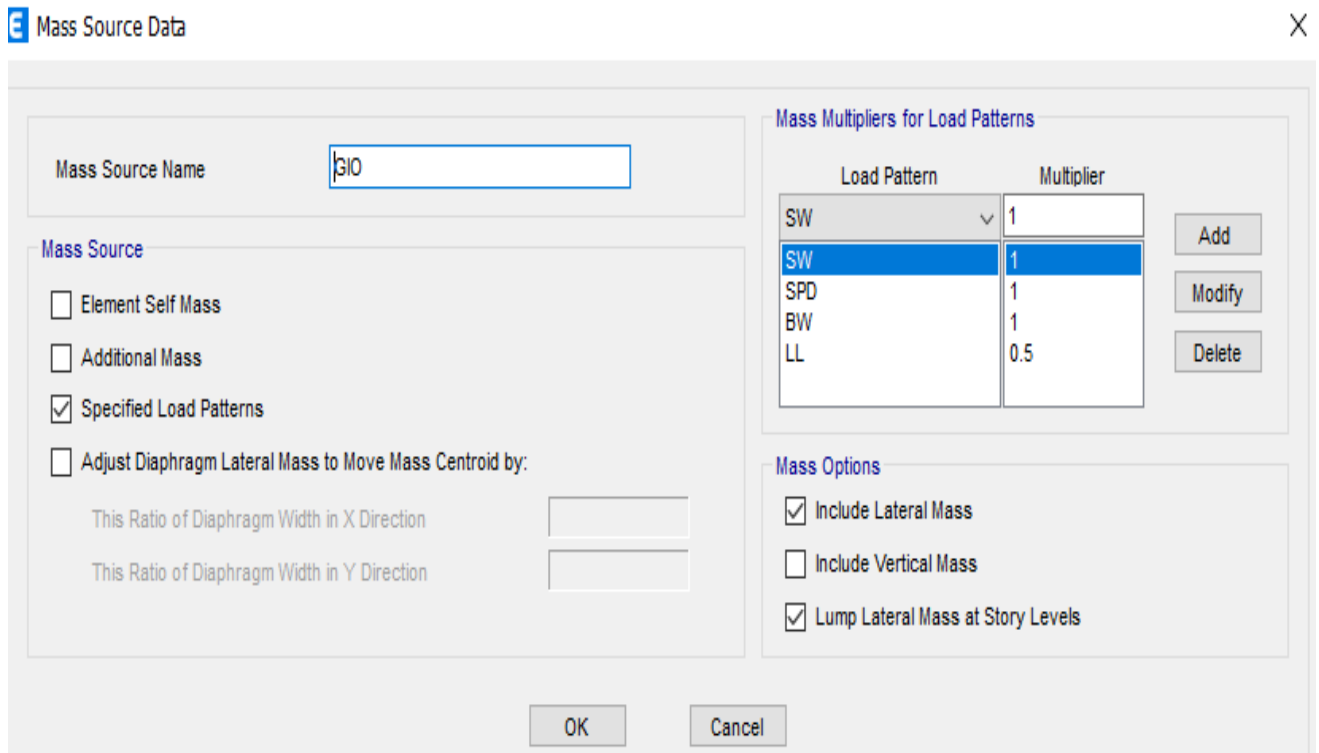 E Mass Source Data X
Mass Source Name GIO
Mass Source
Element Self Mass
Additional Mass
Specified Load Patterns
Adjust Diaphragm Lateral Mass to Move Mass Centroid by:
This Ratio of Diaphragm Width in X Direction
This Ratio of Diaphragm Width in Y Direction
Mass Multipliers for Load Patterns
Load Pattern Multiplier
SW 1
SW 1
SPD 1
BW 1
LL 0.5
Add
Modify
Delete
Mass Options
Include Lateral Mass
Include Vertical Mass
Lump Lateral Mass at Story Levels
OK Cancel